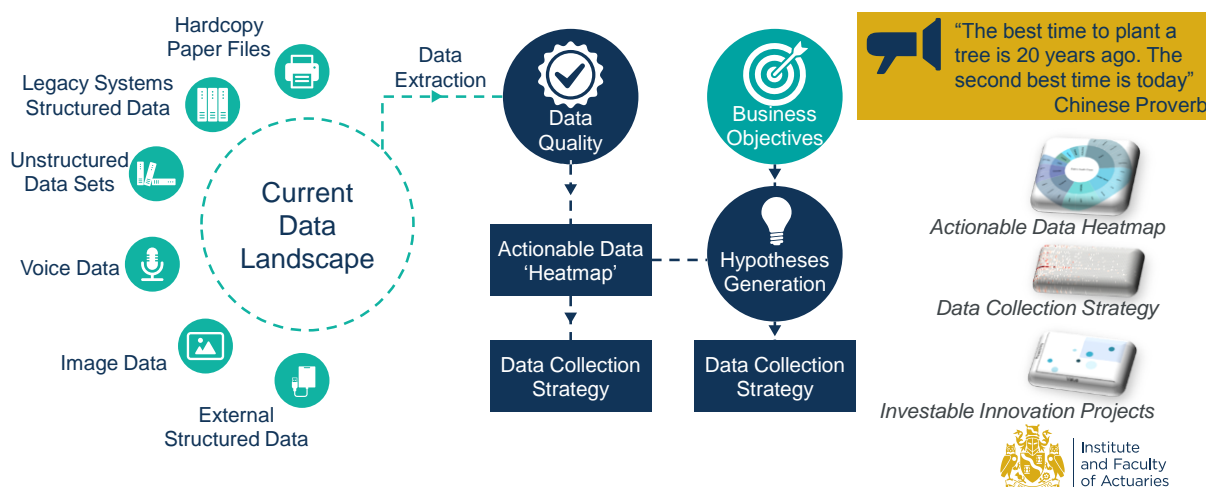 Hardcopy
Paper Files
Legacy Systems
Structured Data
Unstructured
Data Sets
Voice Data
Image Data
External
Structured Data
Current
Data
Landscape
Data
Extraction
Data
Quality
Actionable Data
‘Heatmap’
Data Collection
Strategy
Business
Objectives
Hypotheses
Generation
Data Collection
Strategy
“The best time to plant a
tree is 20 years ago. The
second best time is today”
Chinese Proverb
Actionable Data Heatmap
Data Collection Strategy
Investable Innovation Projects
Institute
and Faculty
of Actuaries